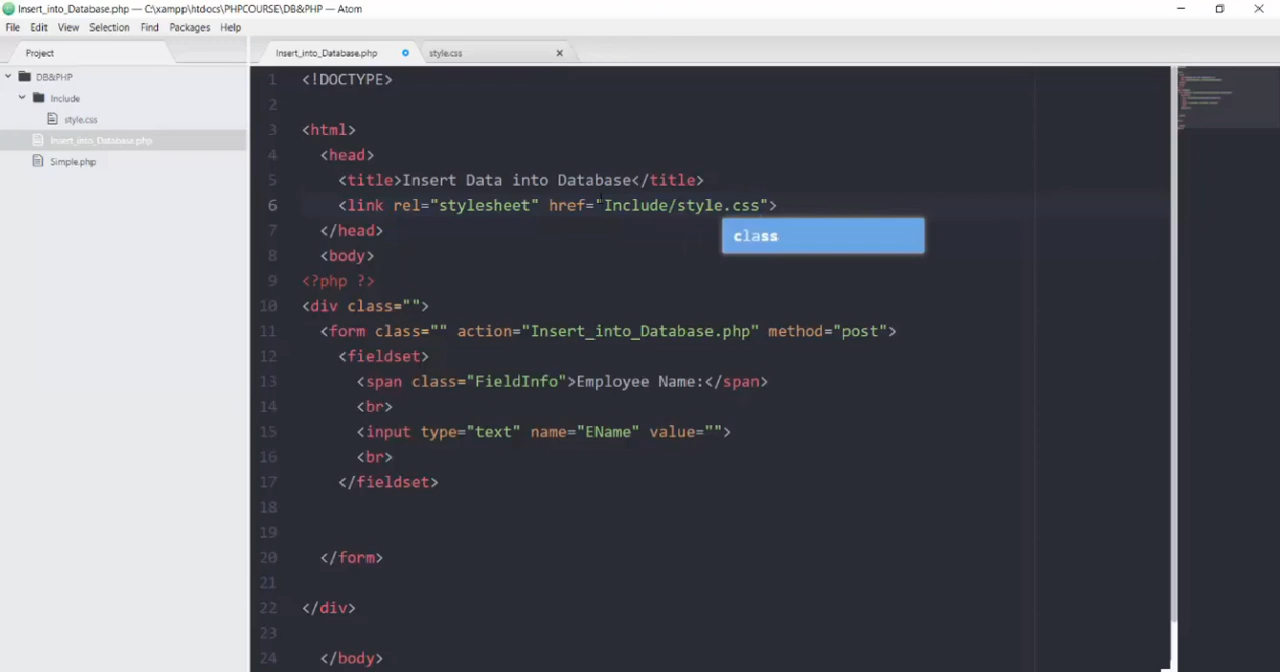 Insert_into_Database.php — C:\xampp\htdocs\PHPCOURSE\DB&PHP — Atom
File Edit View Selection Find Packages Help
Project
Insert_into_Database.php
style.css
DB&PHP
Include
style.css
Insert_into_Database.php
Simple.php
1 <!DOCTYPE>
2
3 <html>
4 <head>
5 <title>Insert Data into Database</title>
6 <link rel="stylesheet" href="Include/style.css">
class
7 </head>
8 <body>
9 <?php ?>
10 <div class="">
11 <form class="" action="Insert_into_Database.php" method="post">
12 <fieldset>
13 <span class="FieldInfo">Employee Name:</span>
14 <br>
15 <input type="text" name="EName" value="">
16 <br>
17 </fieldset>
18
19
20 </form>
21
22 </div>
23
24 </body>